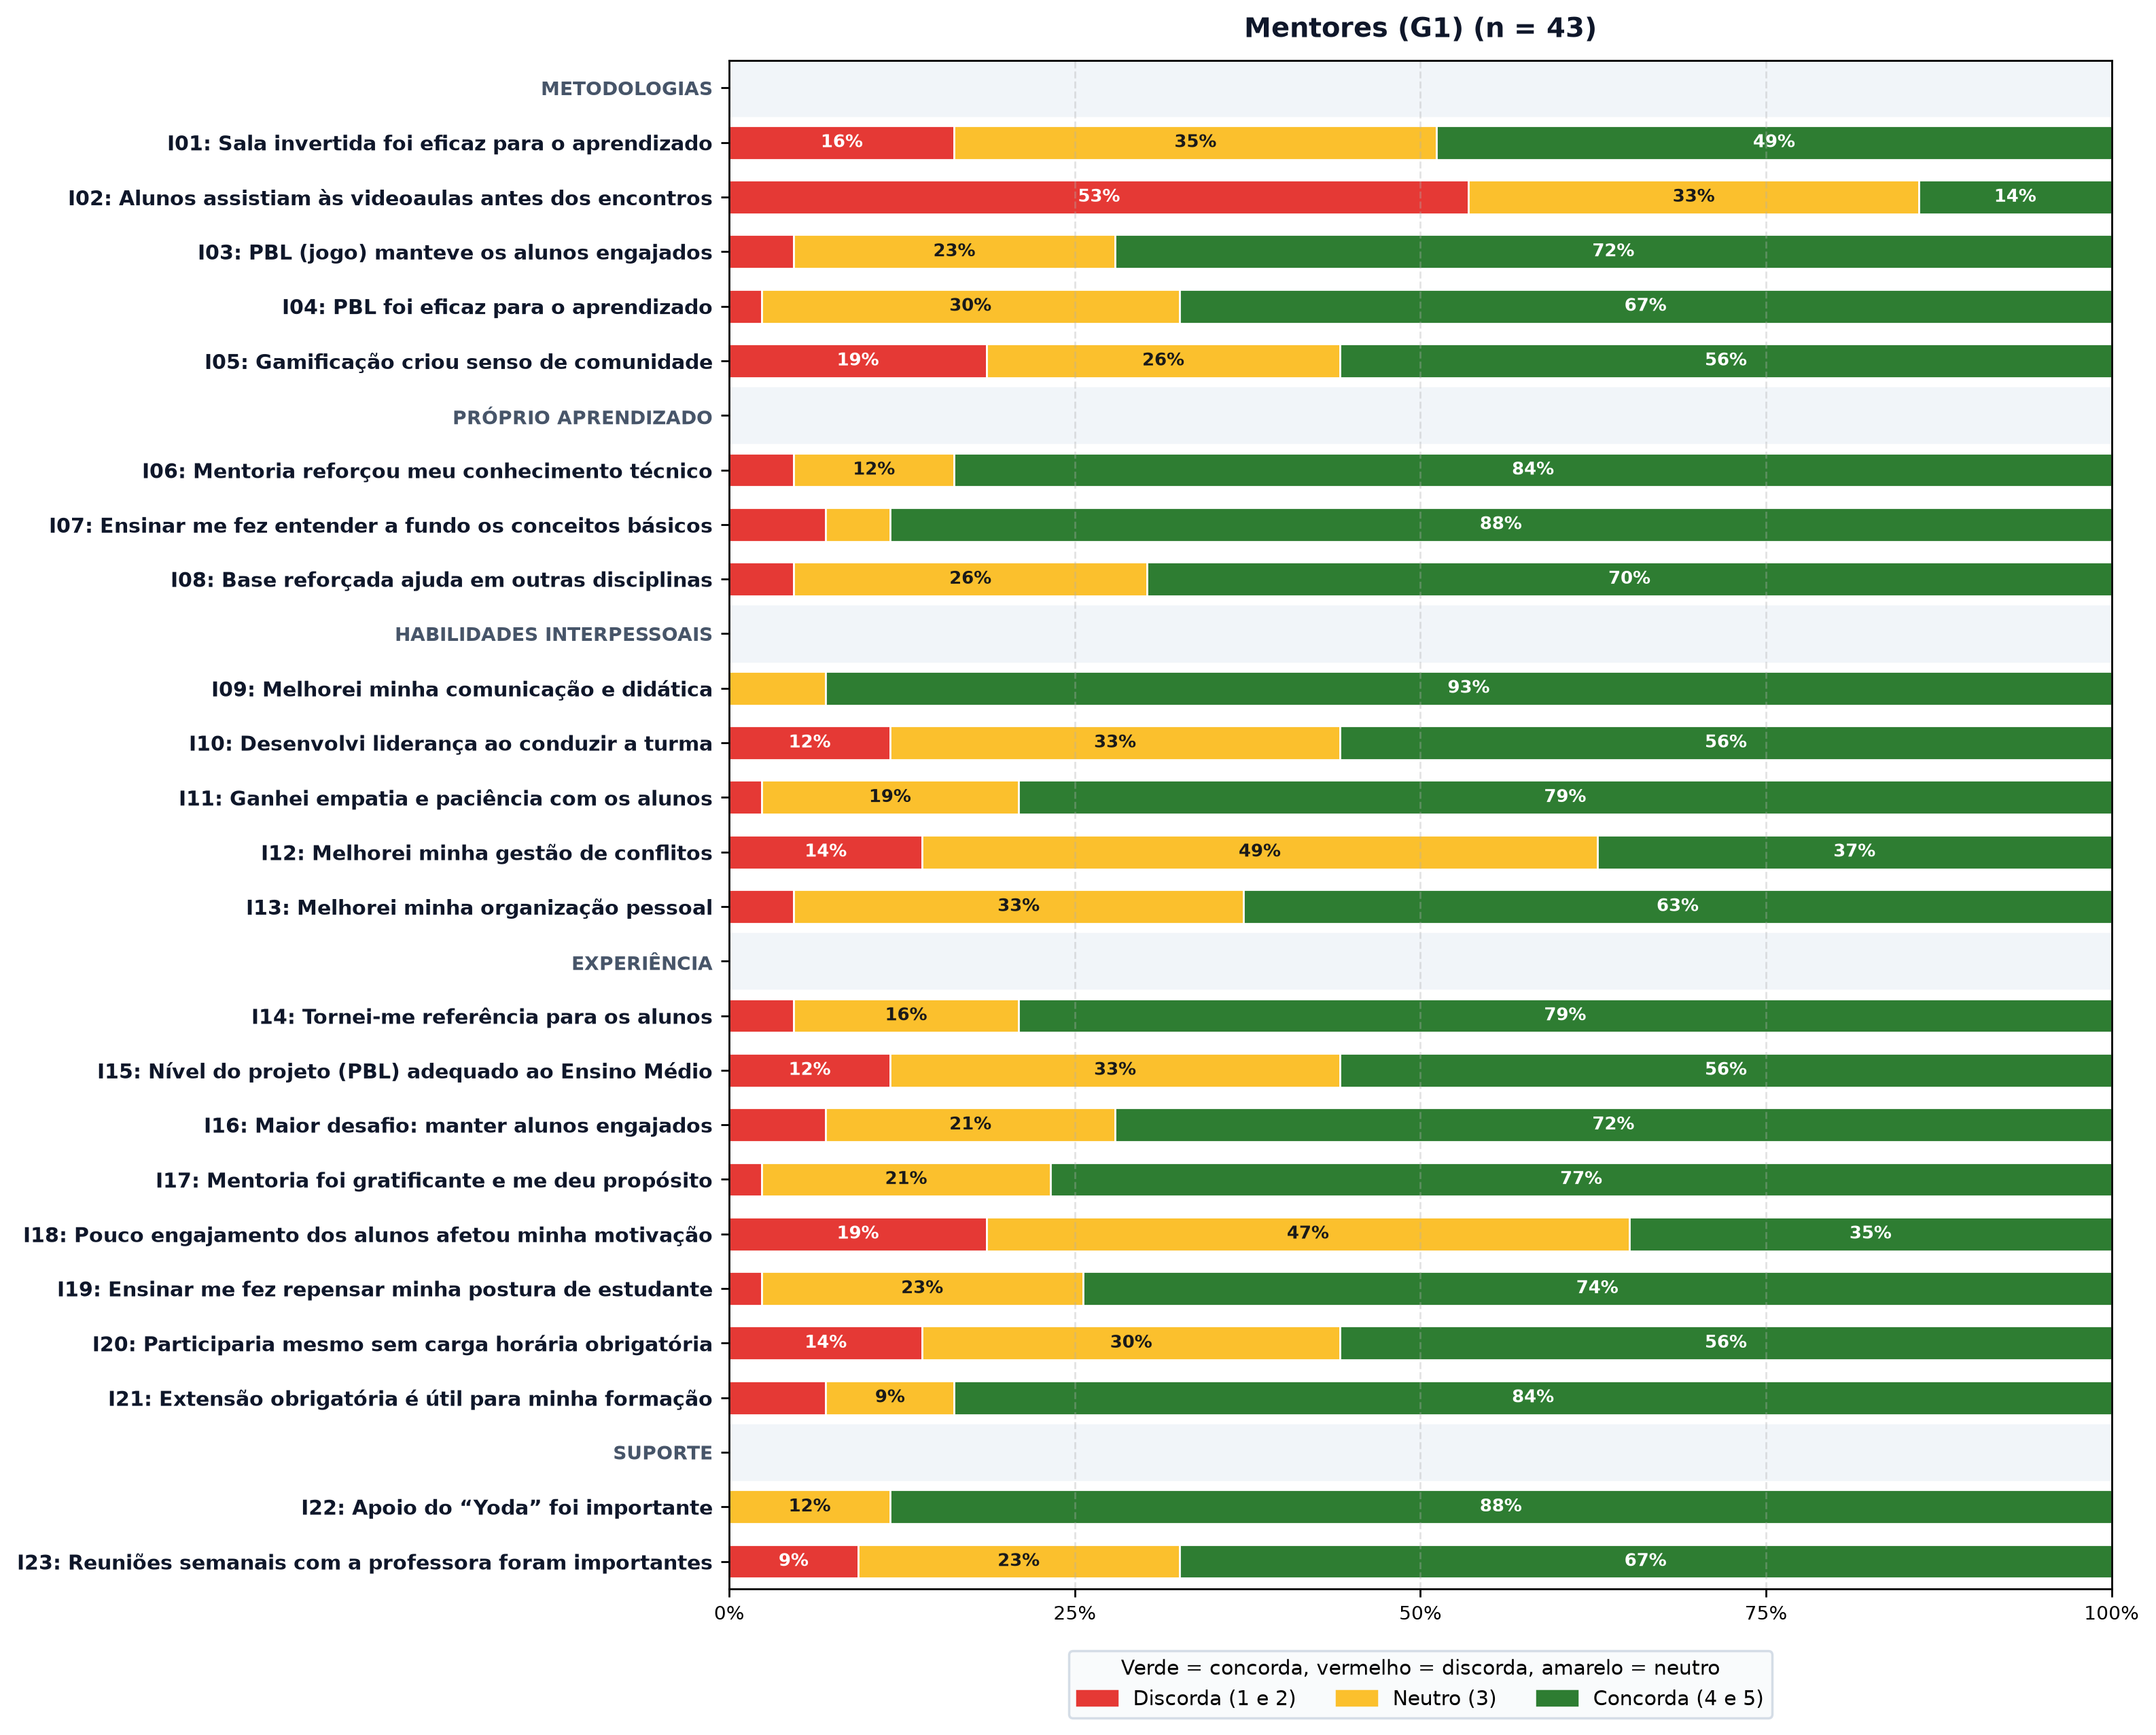 Mentores (G1) (n = 43)
METODOLOGIAS
I01: Sala invertida foi eficaz para o aprendizado 16% 35% 49%
I02: Alunos assistiam às videoaulas antes dos encontros 53% 33% 14%
I03: PBL (jogo) manteve os alunos engajados 23% 72%
I04: PBL foi eficaz para o aprendizado 30% 67%
I05: Gamificação criou senso de comunidade 19% 26% 56%
PRÓPRIO APRENDIZADO
I06: Mentoria reforçou meu conhecimento técnico 12% 84%
I07: Ensinar me fez entender a fundo os conceitos básicos 88%
I08: Base reforçada ajuda em outras disciplinas 26% 70%
HABILIDADES INTERPESSOAIS
I09: Melhorei minha comunicação e didática 93%
I10: Desenvolvi liderança ao conduzir a turma 12% 33% 56%
I11: Ganhei empatia e paciência com os alunos 19% 79%
I12: Melhorei minha gestão de conflitos 14% 49% 37%
I13: Melhorei minha organização pessoal 33% 63%
EXPERIÊNCIA
I14: Tornei-me referência para os alunos 16% 79%
I15: Nível do projeto (PBL) adequado ao Ensino Médio 12% 33% 56%
I16: Maior desafio: manter alunos engajados 21% 72%
I17: Mentoria foi gratificante e me deu propósito 21% 77%
I18: Pouco engajamento dos alunos afetou minha motivação 19% 47% 35%
I19: Ensinar me fez repensar minha postura de estudante 23% 74%
I20: Participaria mesmo sem carga horária obrigatória 14% 30% 56%
I21: Extensão obrigatória é útil para minha formação 9% 84%
SUPORTE
I22: Apoio do “Yoda” foi importante 12% 88%
I23: Reuniões semanais com a professora foram importantes 9% 23% 67%
0% 25% 50% 75% 100%
Verde = concorda, vermelho = discorda, amarelo = neutro
Discorda (1 e 2) Neutro (3) Concorda (4 e 5)